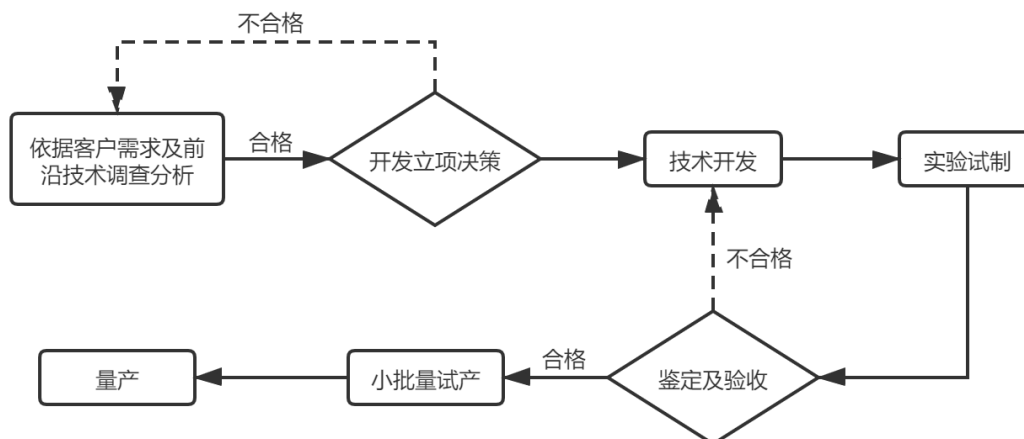 不合格
依据客户需求及前
沿技术调查分析
合格
开发立项决策
技术开发
实验试制
不合格
量产
小批量试产
合格
鉴定及验收